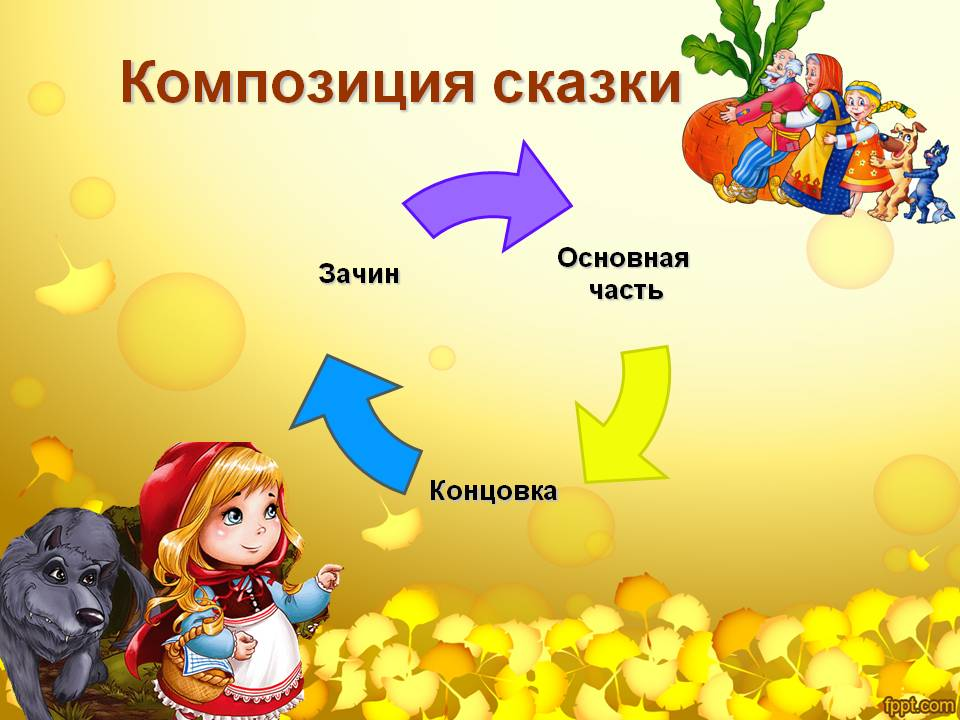 Композиция сказки
Зачин
Основная
часть
Концовка
fppt.com